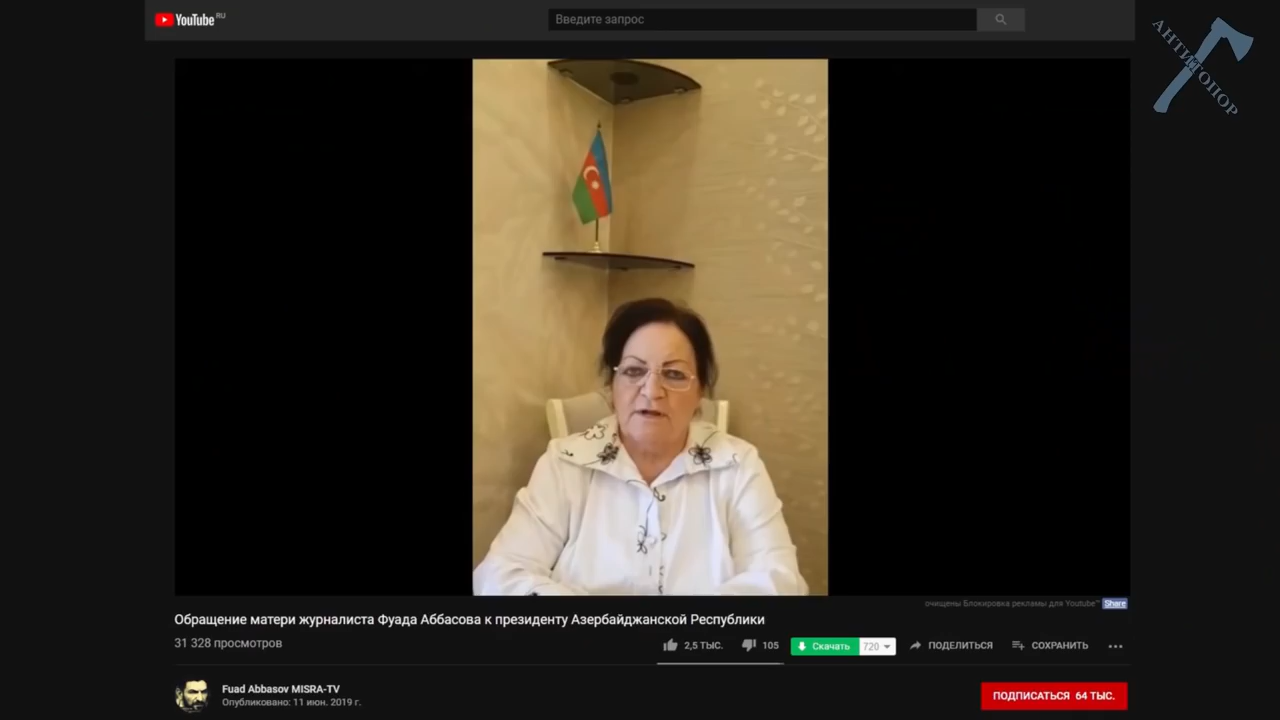 YouTube RU
Введите запрос
АНТИТОПОР
очищены Блокировка рекламы для Youtube™ Share
Обращение матери журналиста Фуада Аббасова к президенту Азербайджанской Республики
31 328 просмотров
2,5 ТЫС. 105 Скачать 720 ПОДЕЛИТЬСЯ СОХРАНИТЬ
Fuad Abbasov MISRA-TV
Опубликовано: 11 июн. 2019 г.
ПОДПИСАТЬСЯ 64 ТЫС.